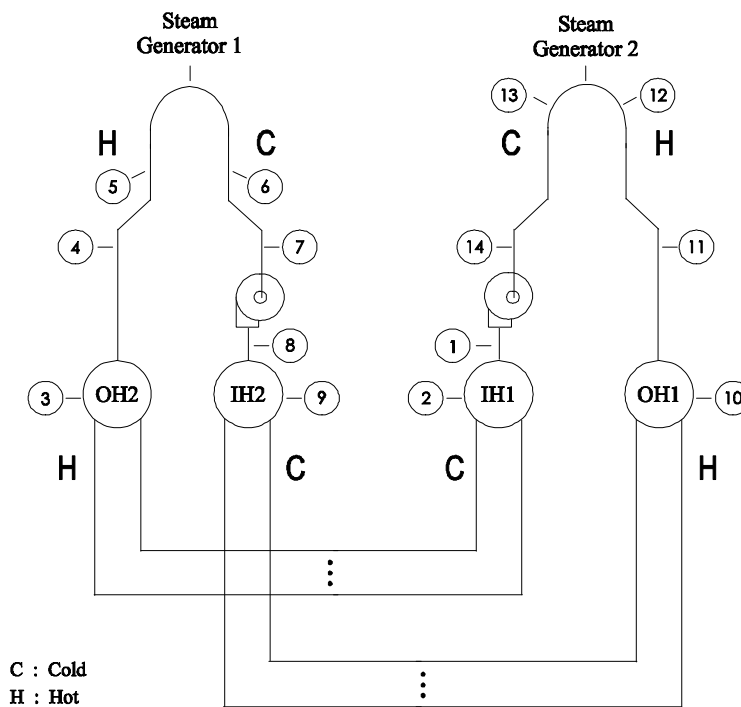 Steam
Generator 1
Steam
Generator 2
13
12
H
C
C
H
5
6
4
7
14
11
8
1
3
OH2
IH2
9
2
IH1
OH1
10
H
C
C
H
C : Cold
H : Hot